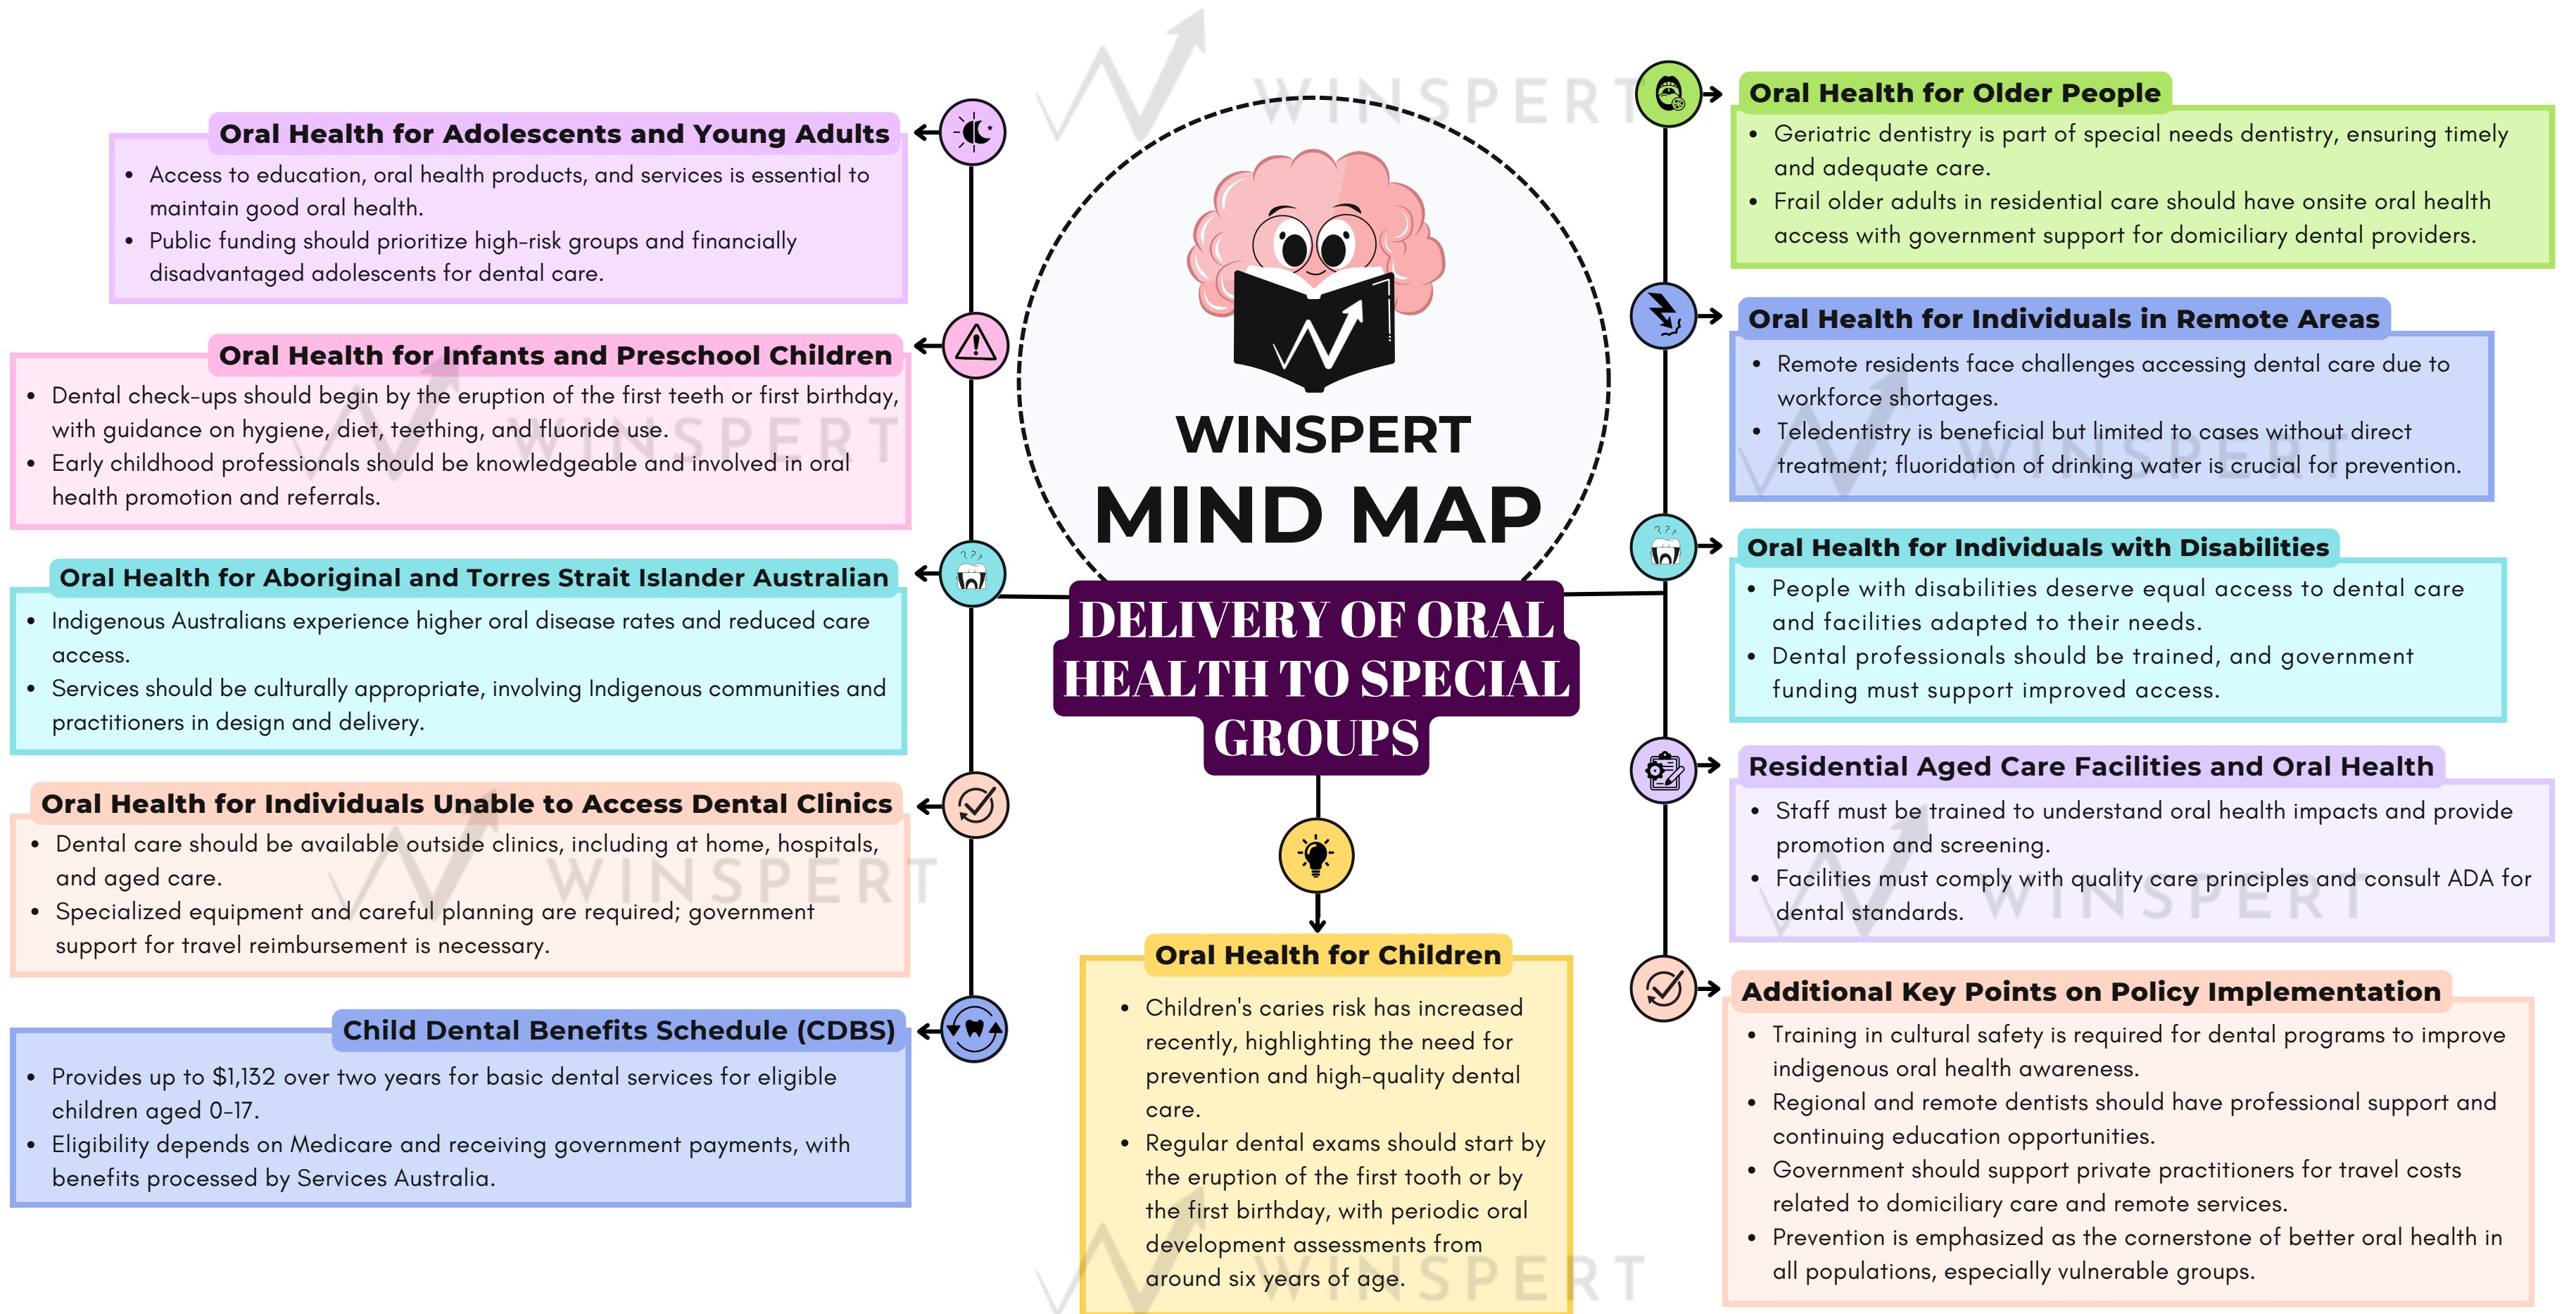 WINSPERT
WINSPERT
MIND MAP
DELIVERY OF ORAL
HEALTH TO SPECIAL
GROUPS
Oral Health for Adolescents and Young Adults
• Access to education, oral health products, and services is essential to
maintain good oral health.
• Public funding should prioritize high-risk groups and financially
disadvantaged adolescents for dental care.
Oral Health for Infants and Preschool Children
• Dental check-ups should begin by the eruption of the first teeth or first birthday,
with guidance on hygiene, diet, teething, and fluoride use.
• Early childhood professionals should be knowledgeable and involved in oral
health promotion and referrals.
WINSPERT
Oral Health for Aboriginal and Torres Strait Islander Australian
• Indigenous Australians experience higher oral disease rates and reduced care
access.
• Services should be culturally appropriate, involving Indigenous communities and
practitioners in design and delivery.
Oral Health for Individuals Unable to Access Dental Clinics
• Dental care should be available outside clinics, including at home, hospitals,
and aged care.
• Specialized equipment and careful planning are required; government
support for travel reimbursement is necessary.
WINSPERT
Child Dental Benefits Schedule (CDBS)
• Provides up to $1,132 over two years for basic dental services for eligible
children aged 0-17.
• Eligibility depends on Medicare and receiving government payments, with
benefits processed by Services Australia.
Oral Health for Children
• Children's caries risk has increased
recently, highlighting the need for
prevention and high-quality dental
care.
• Regular dental exams should start by
the eruption of the first tooth or by
the first birthday, with periodic oral
development assessments from
around six years of age.
WINSPERT
Oral Health for Older People
• Geriatric dentistry is part of special needs dentistry, ensuring timely
and adequate care.
• Frail older adults in residential care should have onsite oral health
access with government support for domiciliary dental providers.
Oral Health for Individuals in Remote Areas
• Remote residents face challenges accessing dental care due to
workforce shortages.
• Teledentistry is beneficial but limited to cases without direct
treatment; fluoridation of drinking water is crucial for prevention.
WINSPERT
Oral Health for Individuals with Disabilities
• People with disabilities deserve equal access to dental care
and facilities adapted to their needs.
• Dental professionals should be trained, and government
funding must support improved access.
Residential Aged Care Facilities and Oral Health
• Staff must be trained to understand oral health impacts and provide
promotion and screening.
• Facilities must comply with quality care principles and consult ADA for
dental standards.
WINSPERT
Additional Key Points on Policy Implementation
• Training in cultural safety is required for dental programs to improve
indigenous oral health awareness.
• Regional and remote dentists should have professional support and
continuing education opportunities.
• Government should support private practitioners for travel costs
related to domiciliary care and remote services.
• Prevention is emphasized as the cornerstone of better oral health in
all populations, especially vulnerable groups.